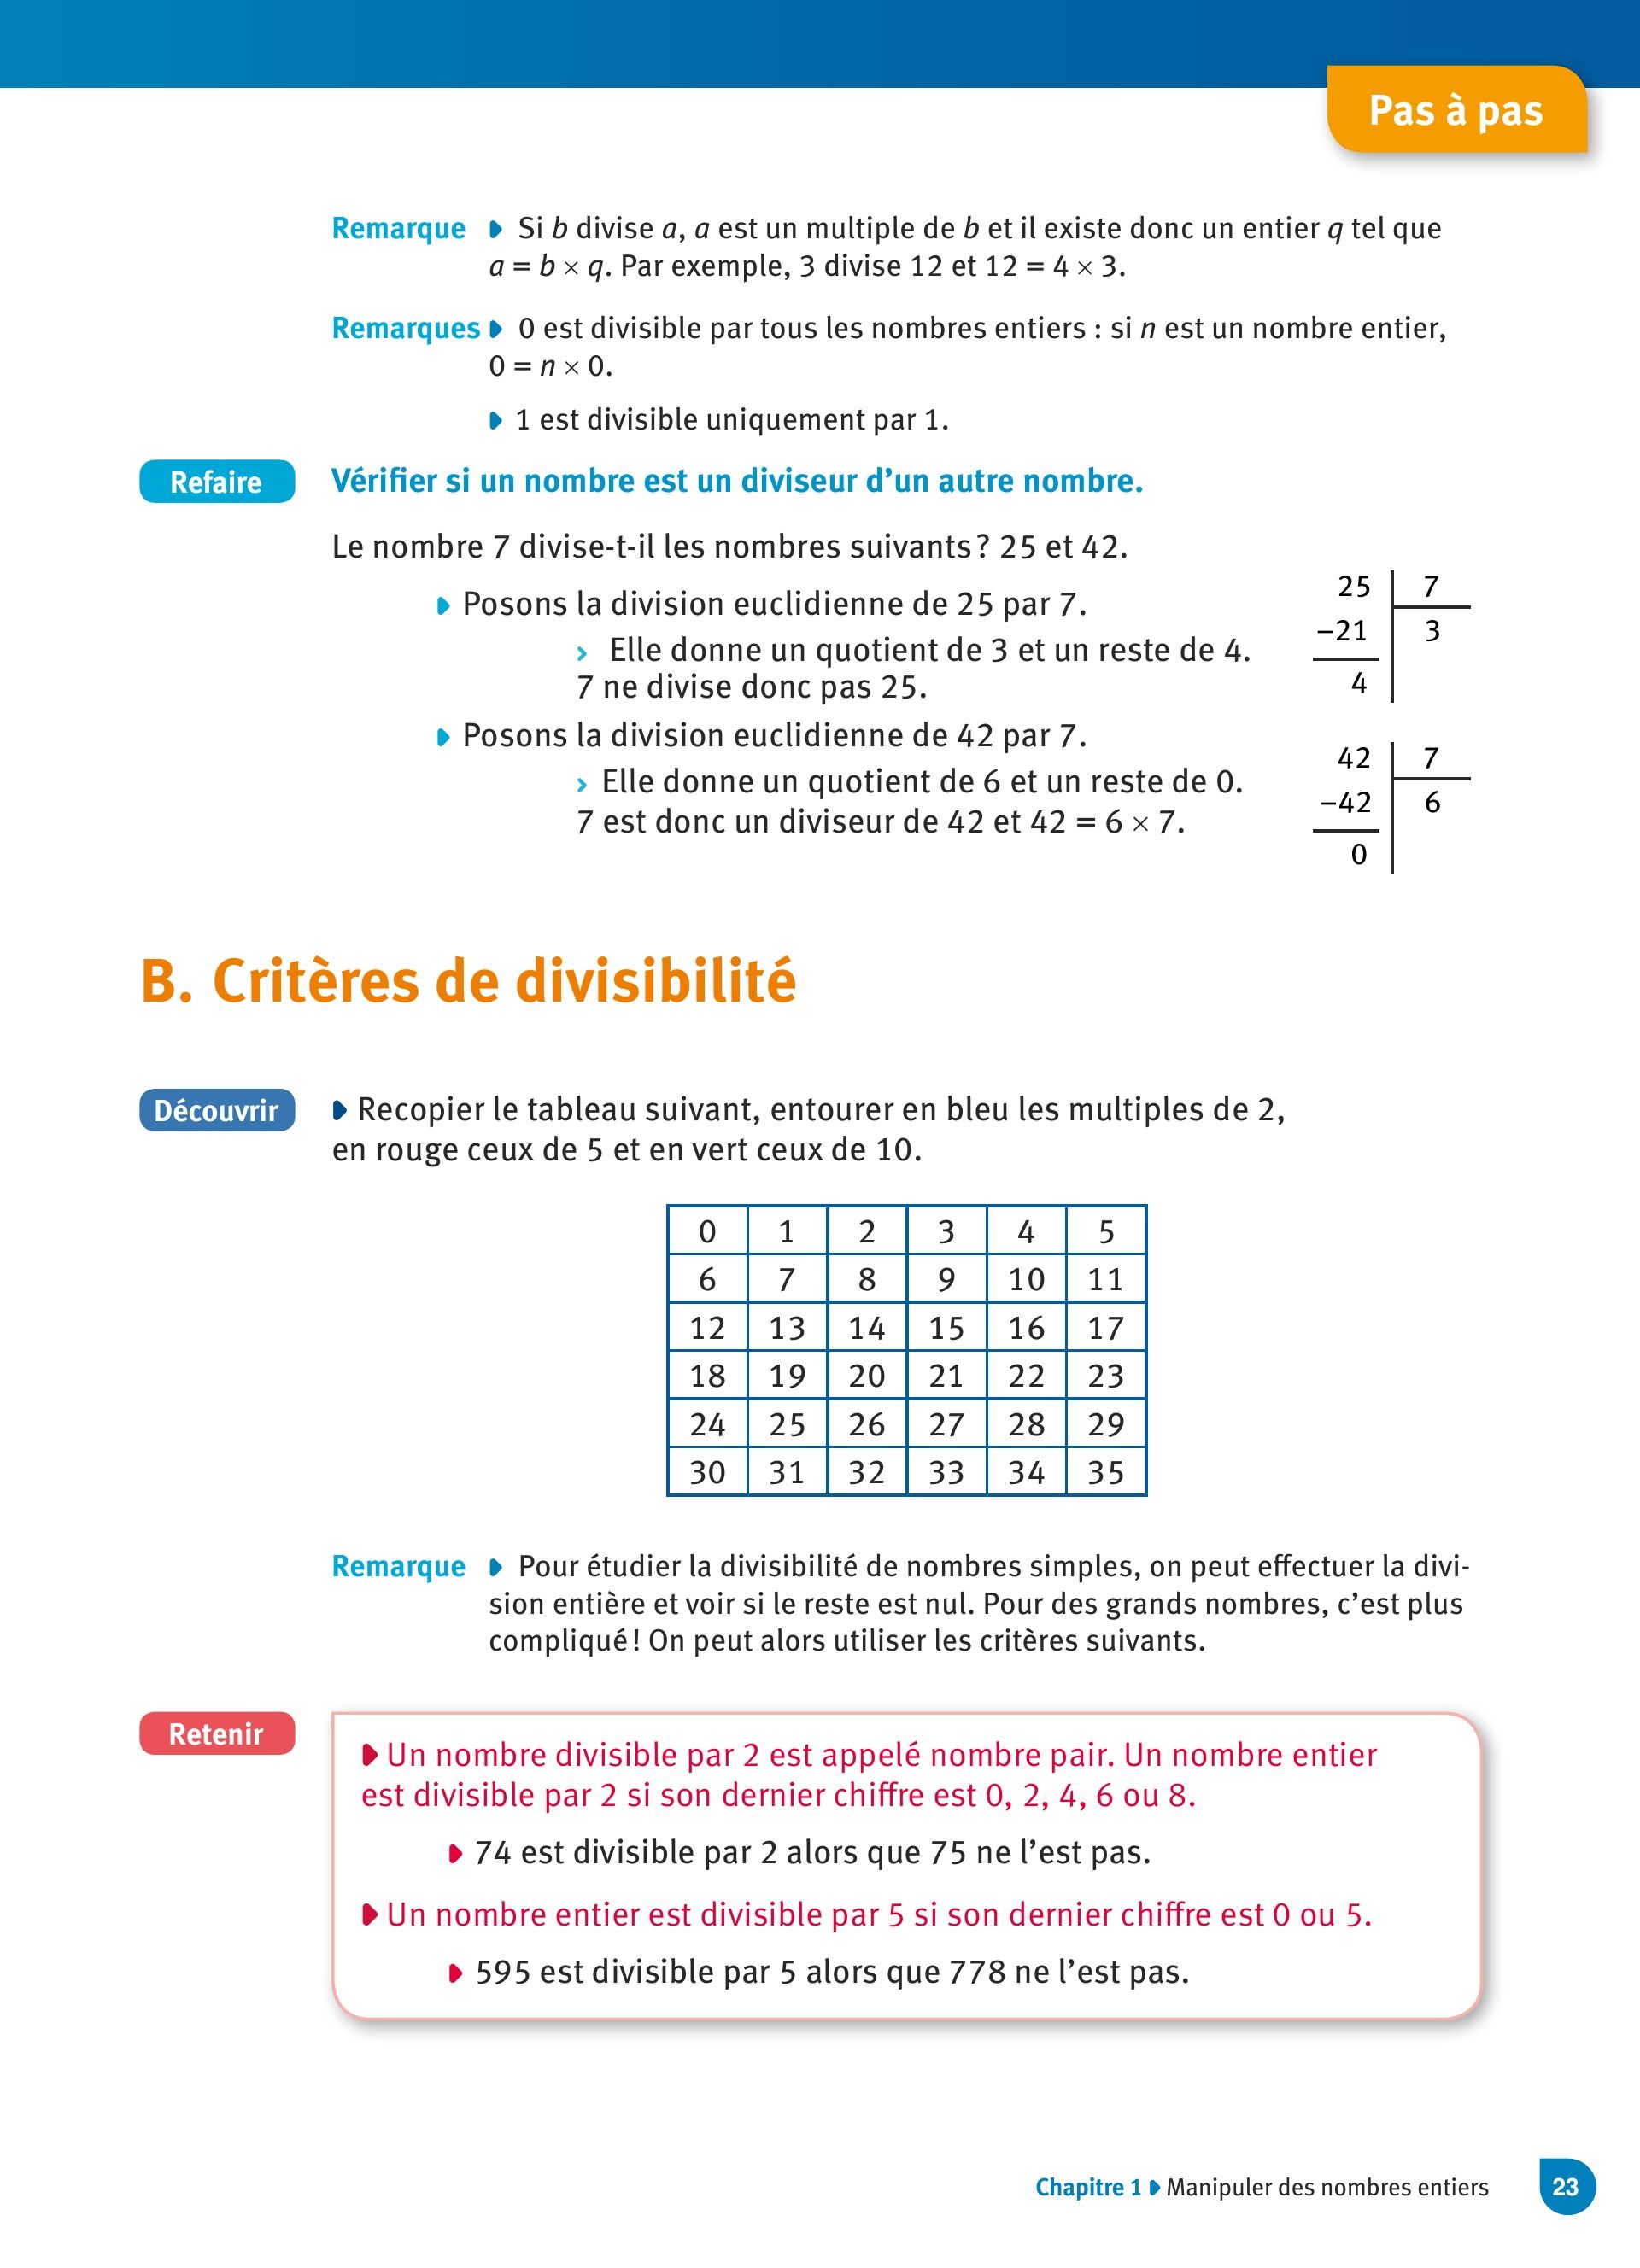 Pas à pas
Remarque Si b divise a, a est un multiple de b et il existe donc un entier q tel que
a = b × q. Par exemple, 3 divise 12 et 12 = 4 × 3.
Remarques 0 est divisible par tous les nombres entiers : si n est un nombre entier,
0 = n × 0.
1 est divisible uniquement par 1.
Refaire Vérifier si un nombre est un diviseur d’un autre nombre.
Le nombre 7 divise-t-il les nombres suivants ? 25 et 42.
Posons la division euclidienne de 25 par 7.
› Elle donne un quotient de 3 et un reste de 4.
7 ne divise donc pas 25.
25 7
–21 3
4
Posons la division euclidienne de 42 par 7.
› Elle donne un quotient de 6 et un reste de 0.
7 est donc un diviseur de 42 et 42 = 6 × 7.
42 7
–42 6
0
B. Critères de divisibilité
Découvrir Recopier le tableau suivant, entourer en bleu les multiples de 2,
en rouge ceux de 5 et en vert ceux de 10.
0 1 2 3 4 5
6 7 8 9 10 11
12 13 14 15 16 17
18 19 20 21 22 23
24 25 26 27 28 29
30 31 32 33 34 35
Remarque Pour étudier la divisibilité de nombres simples, on peut effectuer la divi-
sion entière et voir si le reste est nul. Pour des grands nombres, c’est plus
compliqué ! On peut alors utiliser les critères suivants.
Retenir
Un nombre divisible par 2 est appelé nombre pair. Un nombre entier
est divisible par 2 si son dernier chiffre est 0, 2, 4, 6 ou 8.
74 est divisible par 2 alors que 75 ne l’est pas.
Un nombre entier est divisible par 5 si son dernier chiffre est 0 ou 5.
595 est divisible par 5 alors que 778 ne l’est pas.
Chapitre 1 Manipuler des nombres entiers 23